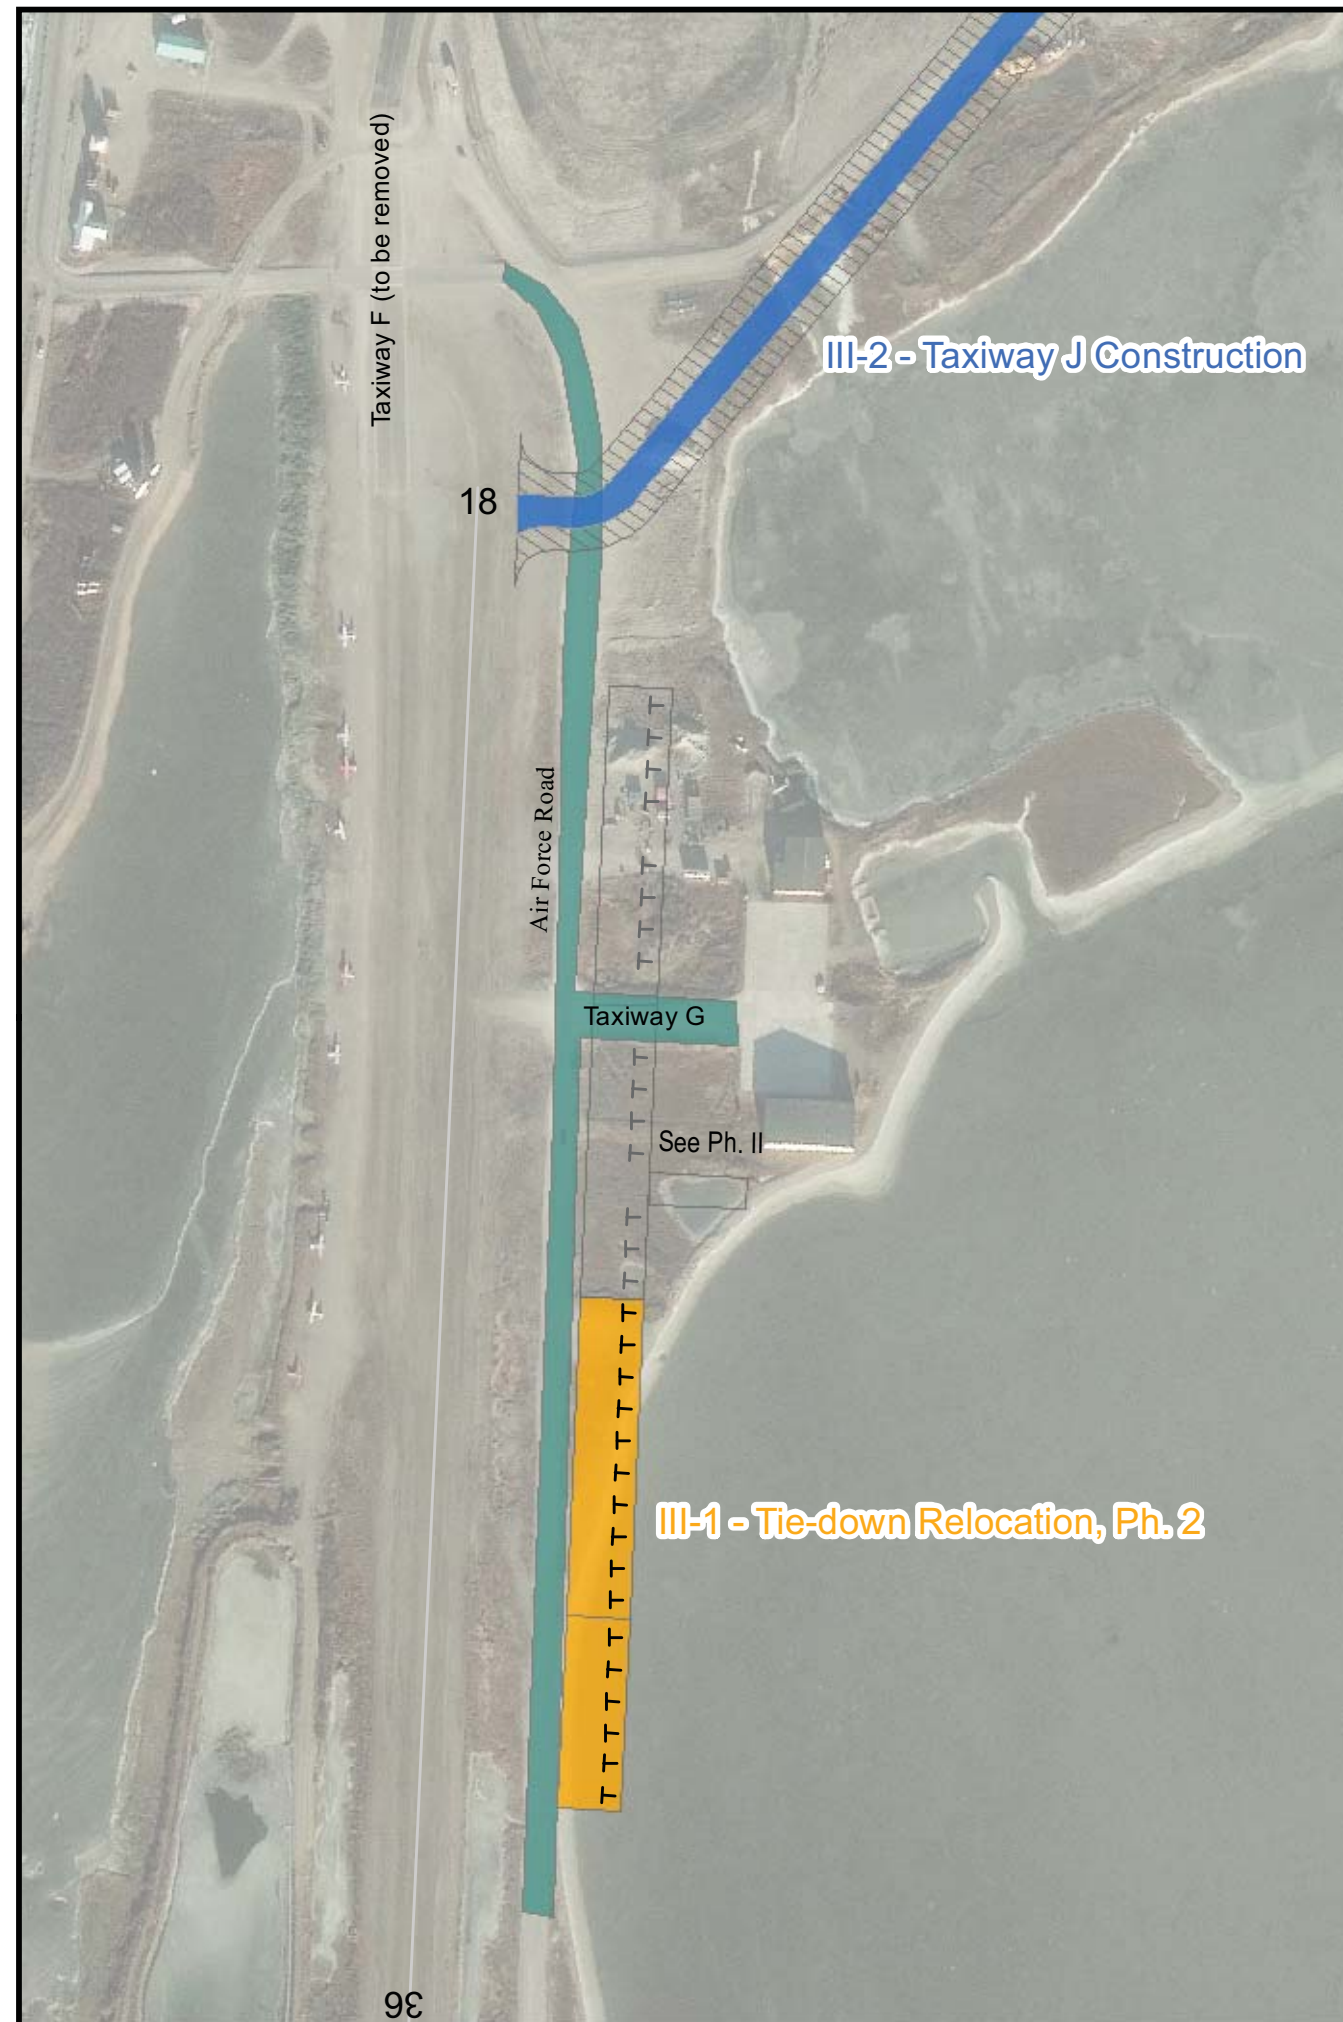 Taxiway F (to be removed)
III-2 - Taxiway J Construction
18
Air Force Road
Taxiway G
See Ph. II
III-1 - Tie-down Relocation, Ph. 2
36